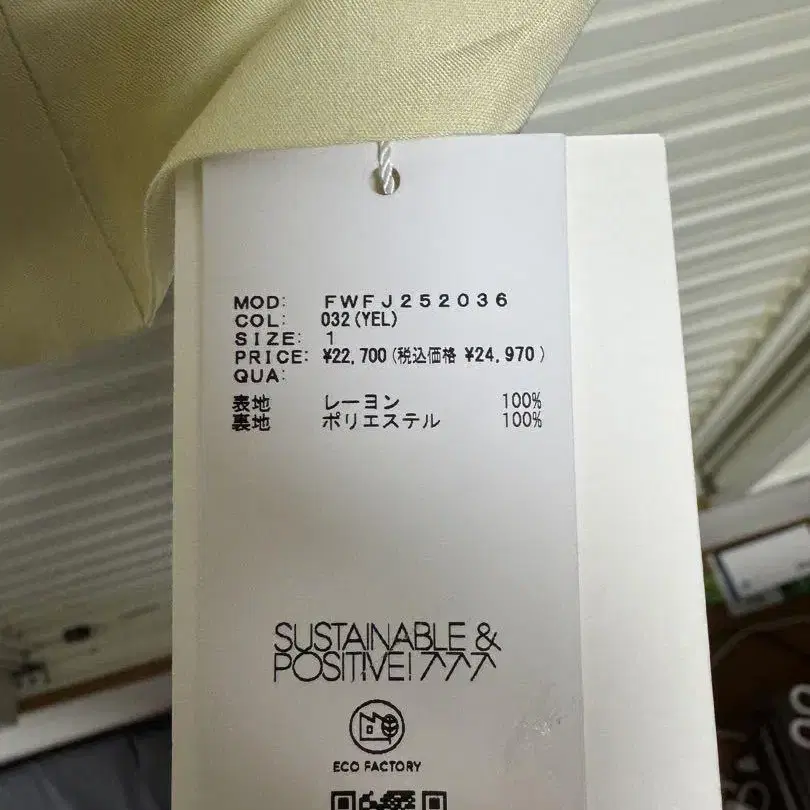 MOD: FWFJ252036
COL: 032(YEL)
SIZE: 1
PRICE: ¥22,700(税込価格 ¥24,970)
QUA:
表地 レーヨン 100%
裏地 ポリエステル 100%
SUSTAINABLE &
POSITIVE!
ECO FACTORY